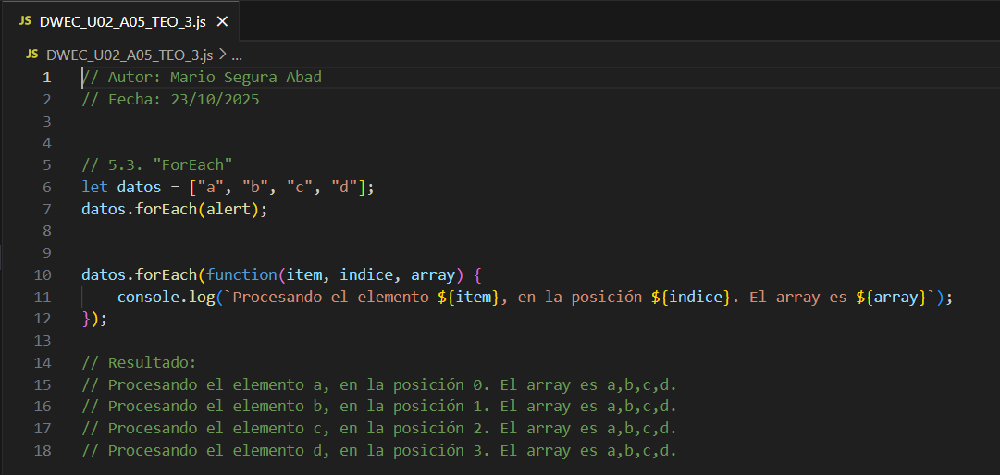 JS DWEC_U02_A05_TEO_3.js ×
JS DWEC_U02_A05_TEO_3.js > ...
1 // Autor: Mario Segura Abad
2 // Fecha: 23/10/2025
3
4
5 // 5.3. "ForEach"
6 let datos = ["a", "b", "c", "d"];
7 datos.forEach(alert);
8
9
10 datos.forEach(function(item, indice, array) {
11     console.log(`Procesando el elemento ${item}, en la posición ${indice}. El array es ${array}`);
12 });
13
14 // Resultado:
15 // Procesando el elemento a, en la posición 0. El array es a,b,c,d.
16 // Procesando el elemento b, en la posición 1. El array es a,b,c,d.
17 // Procesando el elemento c, en la posición 2. El array es a,b,c,d.
18 // Procesando el elemento d, en la posición 3. El array es a,b,c,d.